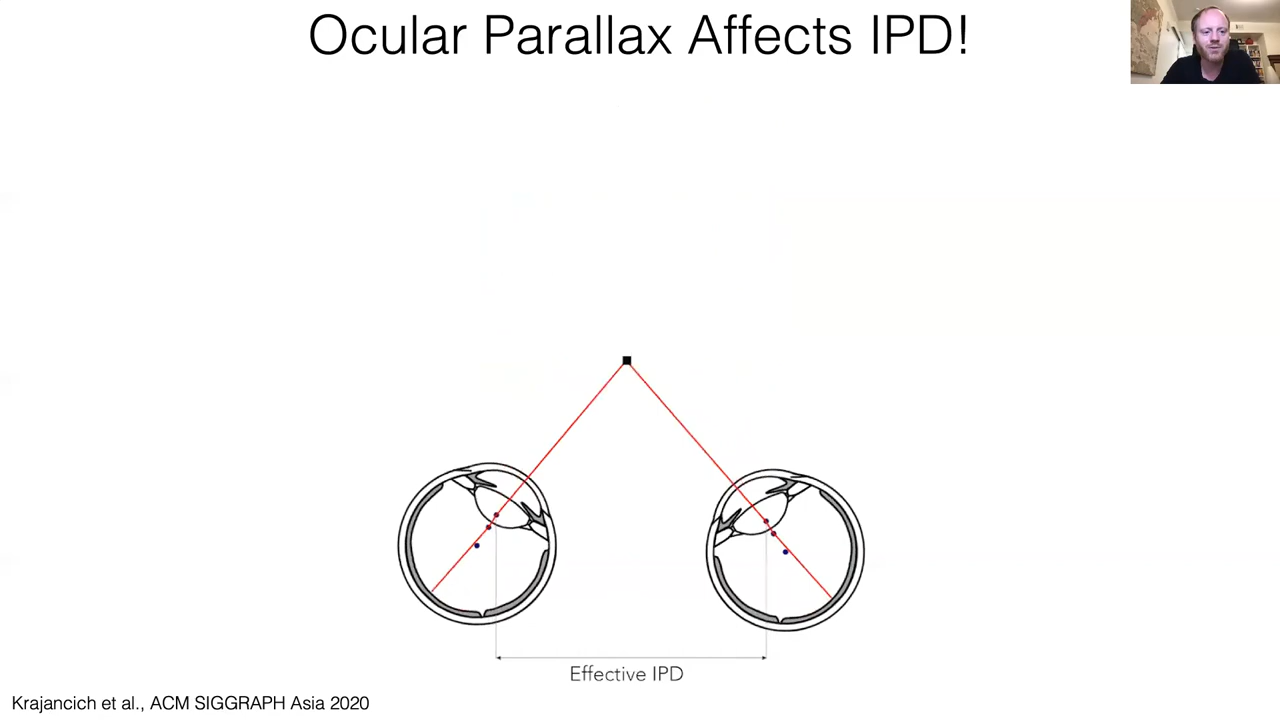 Ocular Parallax Affects IPD!
Effective IPD
Krajancich et al., ACM SIGGRAPH Asia 2020